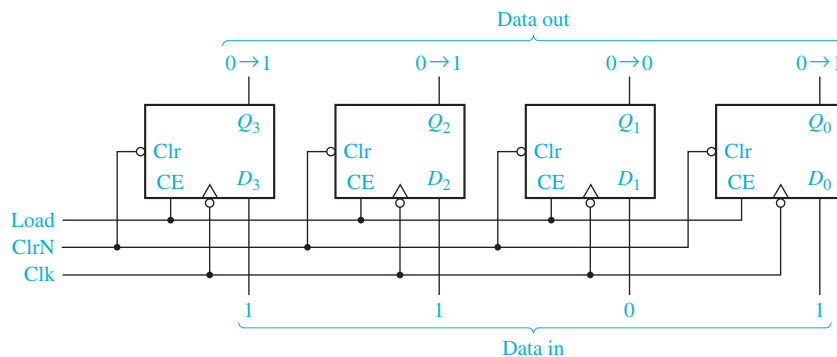 Data out
0→1 0→1 0→0 0→1
Q3 Q2 Q1 Q0
Clr Clr Clr Clr
CE D3 CE D2 CE D1 CE D0
Load
ClrN
Clk
1 1 0 1
Data in